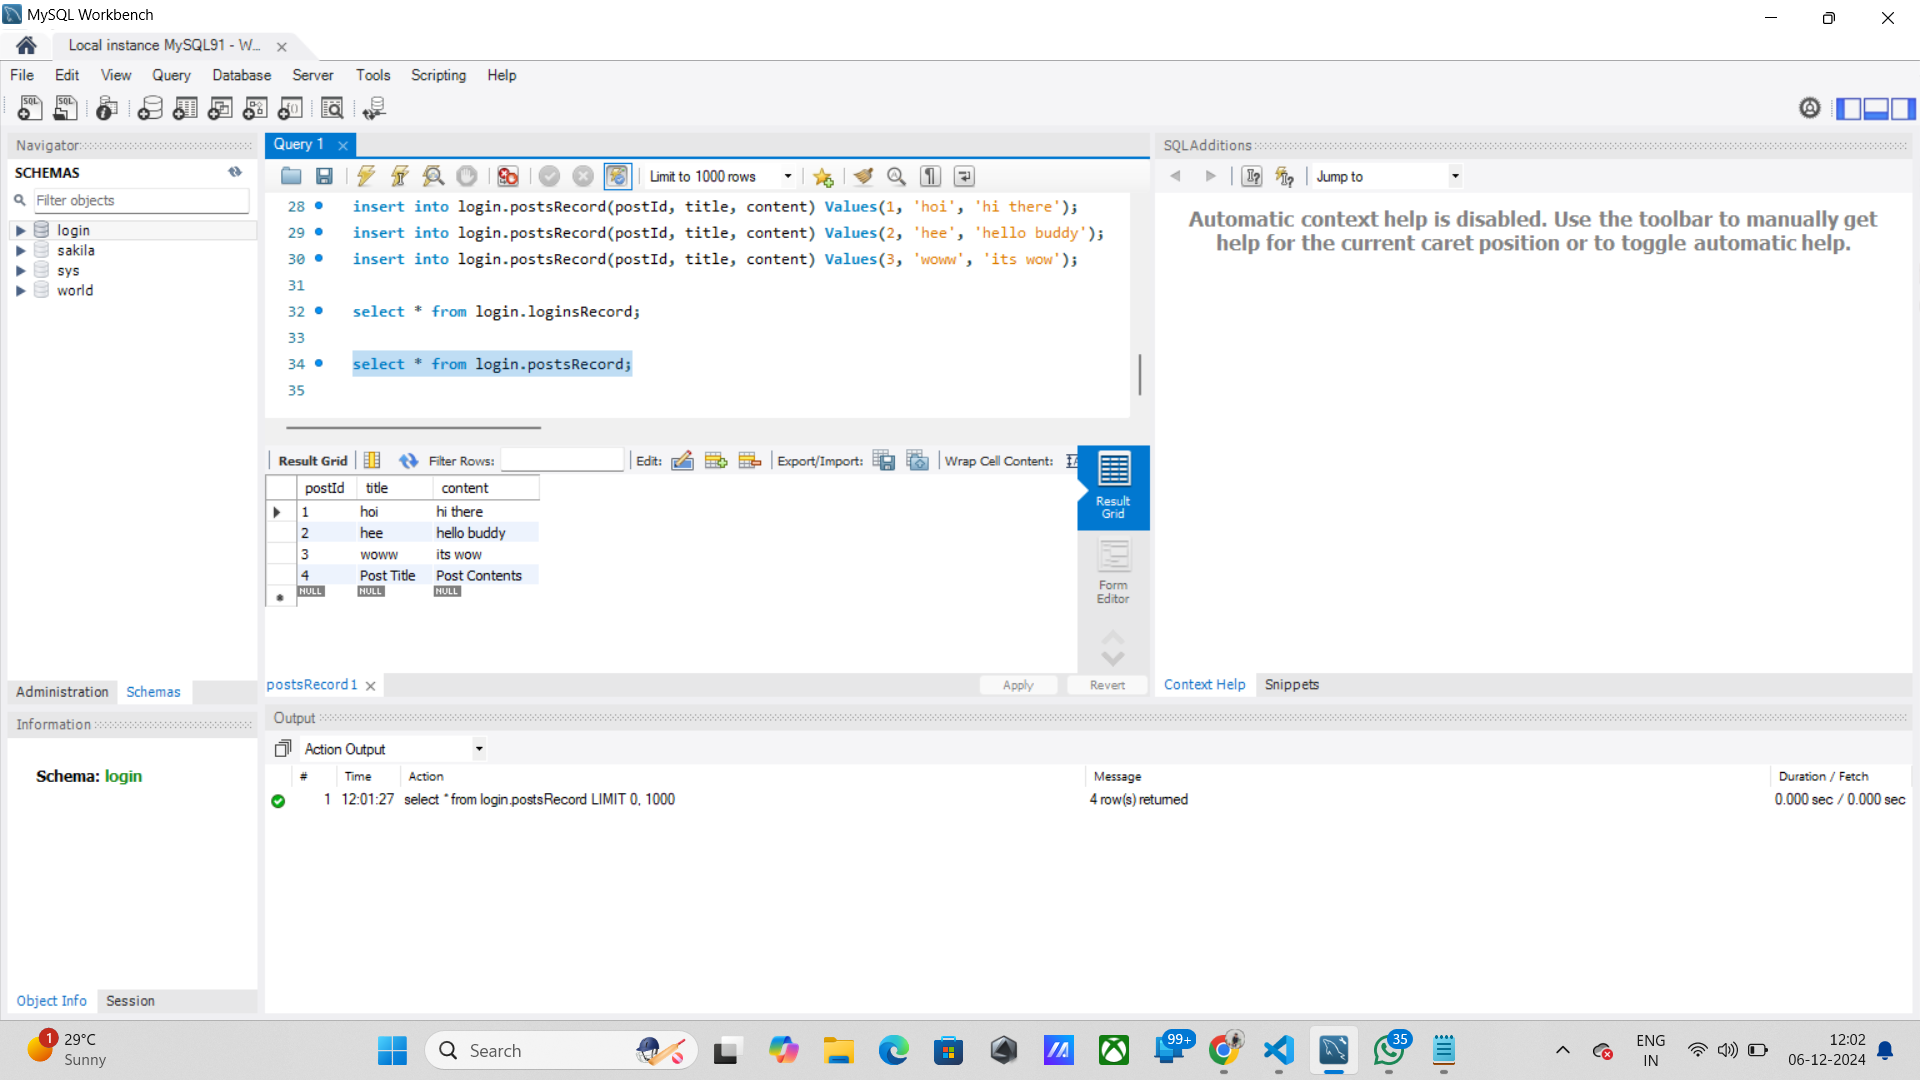 MySQL Workbench
Local instance MySQL91 - W...
File Edit View Query Database Server Tools Scripting Help
Navigator
SCHEMAS
Filter objects
login
sakila
sys
world
Administration Schemas
Information
Schema: login
Object Info Session
Query 1
Limit to 1000 rows
28 insert into login.postsRecord(postId, title, content) Values(1, 'hoi', 'hi there');
29 insert into login.postsRecord(postId, title, content) Values(2, 'hee', 'hello buddy');
30 insert into login.postsRecord(postId, title, content) Values(3, 'woww', 'its wow');
31
32 select * from login.loginsRecord;
33
34 select * from login.postsRecord;
35
Result Grid Filter Rows: Edit: Export/Import: Wrap Cell Content:
postId title content
1 hoi hi there
2 hee hello buddy
3 woww its wow
4 Post Title Post Contents
NULL NULL NULL
Result
Grid
Form
Editor
postsRecord 1 Apply Revert
SQLAdditions
Jump to
Automatic context help is disabled. Use the toolbar to manually get
help for the current caret position or to toggle automatic help.
Context Help Snippets
Output
Action Output
# Time Action Message Duration / Fetch
1 12:01:27 select * from login.postsRecord LIMIT 0, 1000 4 row(s) returned 0.000 sec / 0.000 sec
1
29°C
Sunny
Search
99+
35
ENG
IN
12:02
06-12-2024